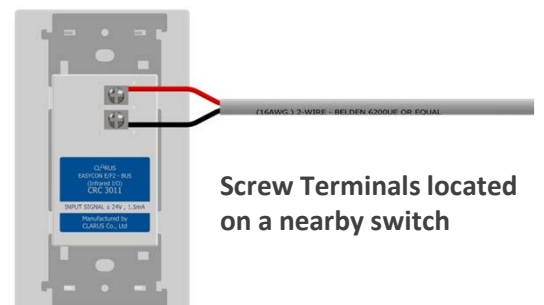 (16AWG ) 2-WIRE - BELDEN 6200UE OR EQUAL
CLARUS
EASYCON E/F2 - BUS
(Infrared I/O)
CRC 3011
INPUT SIGNAL ± 24V , 1.5mA
Manufactured by
CLARUS Co., Ltd
Screw Terminals located
on a nearby switch